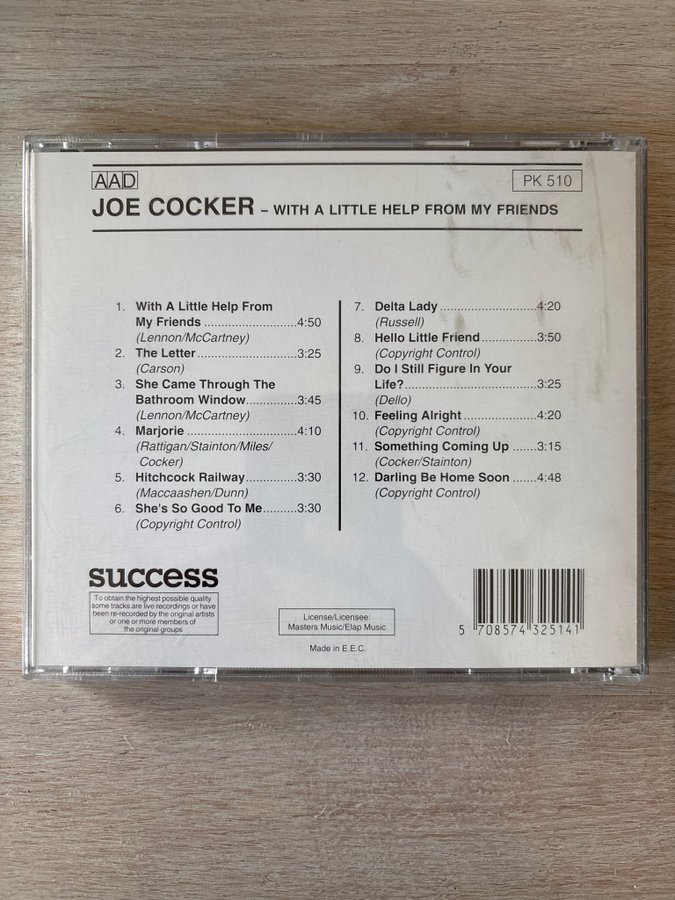 AAD
PK 510
JOE COCKER – WITH A LITTLE HELP FROM MY FRIENDS
1. With A Little Help From
My Friends ............................4:50
(Lennon/McCartney)
2. The Letter..............................3:25
(Carson)
3. She Came Through The
Bathroom Window...............3:45
(Lennon/McCartney)
4. Marjorie .................................4:10
(Rattigan/Stainton/Miles/
Cocker)
5. Hitchcock Railway................3:30
(Maccaashen/Dunn)
6. She's So Good To Me..........3:30
(Copyright Control)
7. Delta Lady.............................4:20
(Russell)
8. Hello Little Friend.................3:50
(Copyright Control)
9. Do I Still Figure In Your
Life?........................................3:25
(Dello)
10. Feeling Alright.......................4:20
(Copyright Control)
11. Something Coming Up .......3:15
(Cocker/Stainton)
12. Darling Be Home Soon ........4:48
(Copyright Control)
success
To obtain the highest possible quality
some tracks are live recordings or have
been re-recorded by the original artists
or one or more members of
the original groups
License/Licensee:
Masters Music/Elap Music
Made in E.E.C.
5 708574 325141